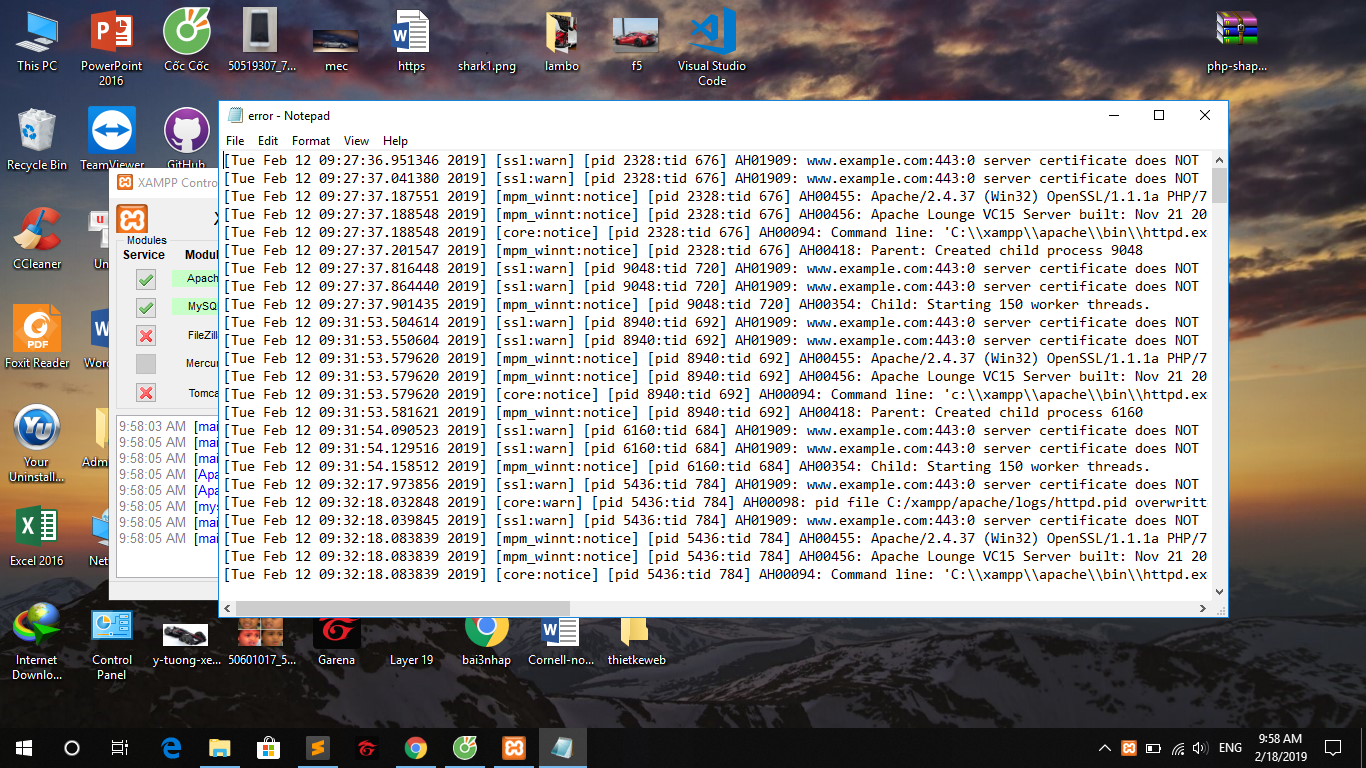 This PC
PowerPoint 2016
Cốc Cốc
50519307_7...
mec
https
shark1.png
lambo
f5
Visual Studio Code
php-shap...
Recycle Bin
TeamViewer
GitHub
CCleaner
Un
Foxit Reader
PDF
Wor
Your Uninstall...
Adm
Excel 2016
Net
XAMPP Contro
Modules
Service
Modul
Apach
MySQ
FileZill
Mercur
Tomca
9:58:03 AM [mai
9:58:05 AM [mai
9:58:05 AM [mai
9:58:05 AM [Apa
9:58:05 AM [Apa
9:58:05 AM [mys
9:58:05 AM [mai
9:58:05 AM [mai
error - Notepad
File Edit Format View Help
[Tue Feb 12 09:27:36.951346 2019] [ssl:warn] [pid 2328:tid 676] AH01909: www.example.com:443:0 server certificate does NOT
[Tue Feb 12 09:27:37.041380 2019] [ssl:warn] [pid 2328:tid 676] AH01909: www.example.com:443:0 server certificate does NOT
[Tue Feb 12 09:27:37.187551 2019] [mpm_winnt:notice] [pid 2328:tid 676] AH00455: Apache/2.4.37 (Win32) OpenSSL/1.1.1a PHP/7
[Tue Feb 12 09:27:37.188548 2019] [mpm_winnt:notice] [pid 2328:tid 676] AH00456: Apache Lounge VC15 Server built: Nov 21 20
[Tue Feb 12 09:27:37.188548 2019] [core:notice] [pid 2328:tid 676] AH00094: Command line: 'C:\\xampp\\apache\\bin\\httpd.ex
[Tue Feb 12 09:27:37.201547 2019] [mpm_winnt:notice] [pid 2328:tid 676] AH00418: Parent: Created child process 9048
[Tue Feb 12 09:27:37.816448 2019] [ssl:warn] [pid 9048:tid 720] AH01909: www.example.com:443:0 server certificate does NOT
[Tue Feb 12 09:27:37.864440 2019] [ssl:warn] [pid 9048:tid 720] AH01909: www.example.com:443:0 server certificate does NOT
[Tue Feb 12 09:27:37.901435 2019] [mpm_winnt:notice] [pid 9048:tid 720] AH00354: Child: Starting 150 worker threads.
[Tue Feb 12 09:31:53.504614 2019] [ssl:warn] [pid 8940:tid 692] AH01909: www.example.com:443:0 server certificate does NOT
[Tue Feb 12 09:31:53.550604 2019] [ssl:warn] [pid 8940:tid 692] AH01909: www.example.com:443:0 server certificate does NOT
[Tue Feb 12 09:31:53.579620 2019] [mpm_winnt:notice] [pid 8940:tid 692] AH00455: Apache/2.4.37 (Win32) OpenSSL/1.1.1a PHP/7
[Tue Feb 12 09:31:53.579620 2019] [mpm_winnt:notice] [pid 8940:tid 692] AH00456: Apache Lounge VC15 Server built: Nov 21 20
[Tue Feb 12 09:31:53.579620 2019] [core:notice] [pid 8940:tid 692] AH00094: Command line: 'c:\\xampp\\apache\\bin\\httpd.ex
[Tue Feb 12 09:31:53.581621 2019] [mpm_winnt:notice] [pid 8940:tid 692] AH00418: Parent: Created child process 6160
[Tue Feb 12 09:31:54.090523 2019] [ssl:warn] [pid 6160:tid 684] AH01909: www.example.com:443:0 server certificate does NOT
[Tue Feb 12 09:31:54.129516 2019] [ssl:warn] [pid 6160:tid 684] AH01909: www.example.com:443:0 server certificate does NOT
[Tue Feb 12 09:31:54.158512 2019] [mpm_winnt:notice] [pid 6160:tid 684] AH00354: Child: Starting 150 worker threads.
[Tue Feb 12 09:32:17.973856 2019] [ssl:warn] [pid 5436:tid 784] AH01909: www.example.com:443:0 server certificate does NOT
[Tue Feb 12 09:32:18.032848 2019] [core:warn] [pid 5436:tid 784] AH00098: pid file C:/xampp/apache/logs/httpd.pid overwritt
[Tue Feb 12 09:32:18.039845 2019] [ssl:warn] [pid 5436:tid 784] AH01909: www.example.com:443:0 server certificate does NOT
[Tue Feb 12 09:32:18.083839 2019] [mpm_winnt:notice] [pid 5436:tid 784] AH00455: Apache/2.4.37 (Win32) OpenSSL/1.1.1a PHP/7
[Tue Feb 12 09:32:18.083839 2019] [mpm_winnt:notice] [pid 5436:tid 784] AH00456: Apache Lounge VC15 Server built: Nov 21 20
[Tue Feb 12 09:32:18.083839 2019] [core:notice] [pid 5436:tid 784] AH00094: Command line: 'C:\\xampp\\apache\\bin\\httpd.ex
Internet Downlo...
Control Panel
y-tuong-xe...
50601017_5...
Garena
Layer 19
bai3nhap
Cornell-no...
thietkeweb
ENG
9:58 AM
2/18/2019